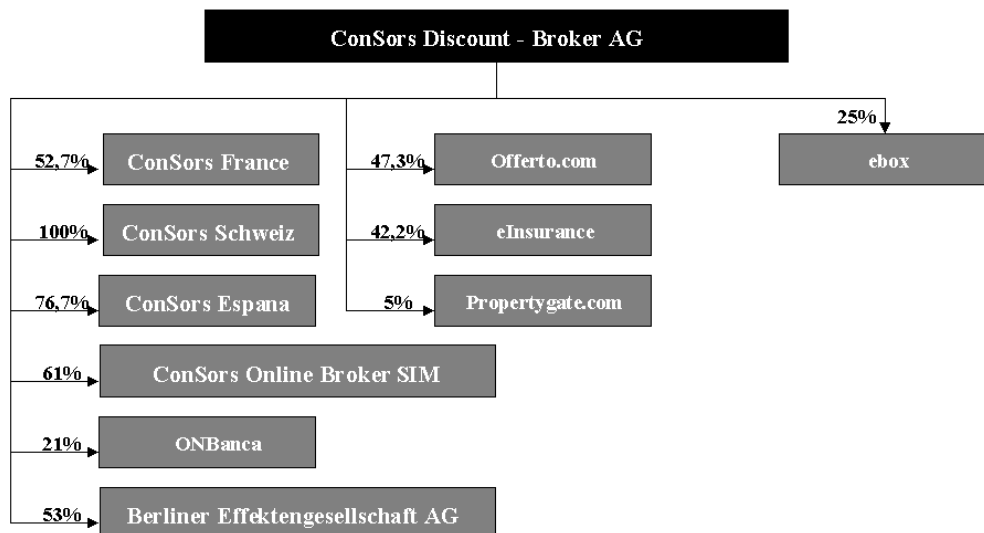 ConSors Discount - Broker AG
25%
52,7%
ConSors France
47,3%
Offerto.com
ebox
100%
ConSors Schweiz
42,2%
eInsurance
76,7%
ConSors Espana
5%
Propertygate.com
61%
ConSors Online Broker SIM
21%
ONBanca
53%
Berliner Effektengesellschaft AG